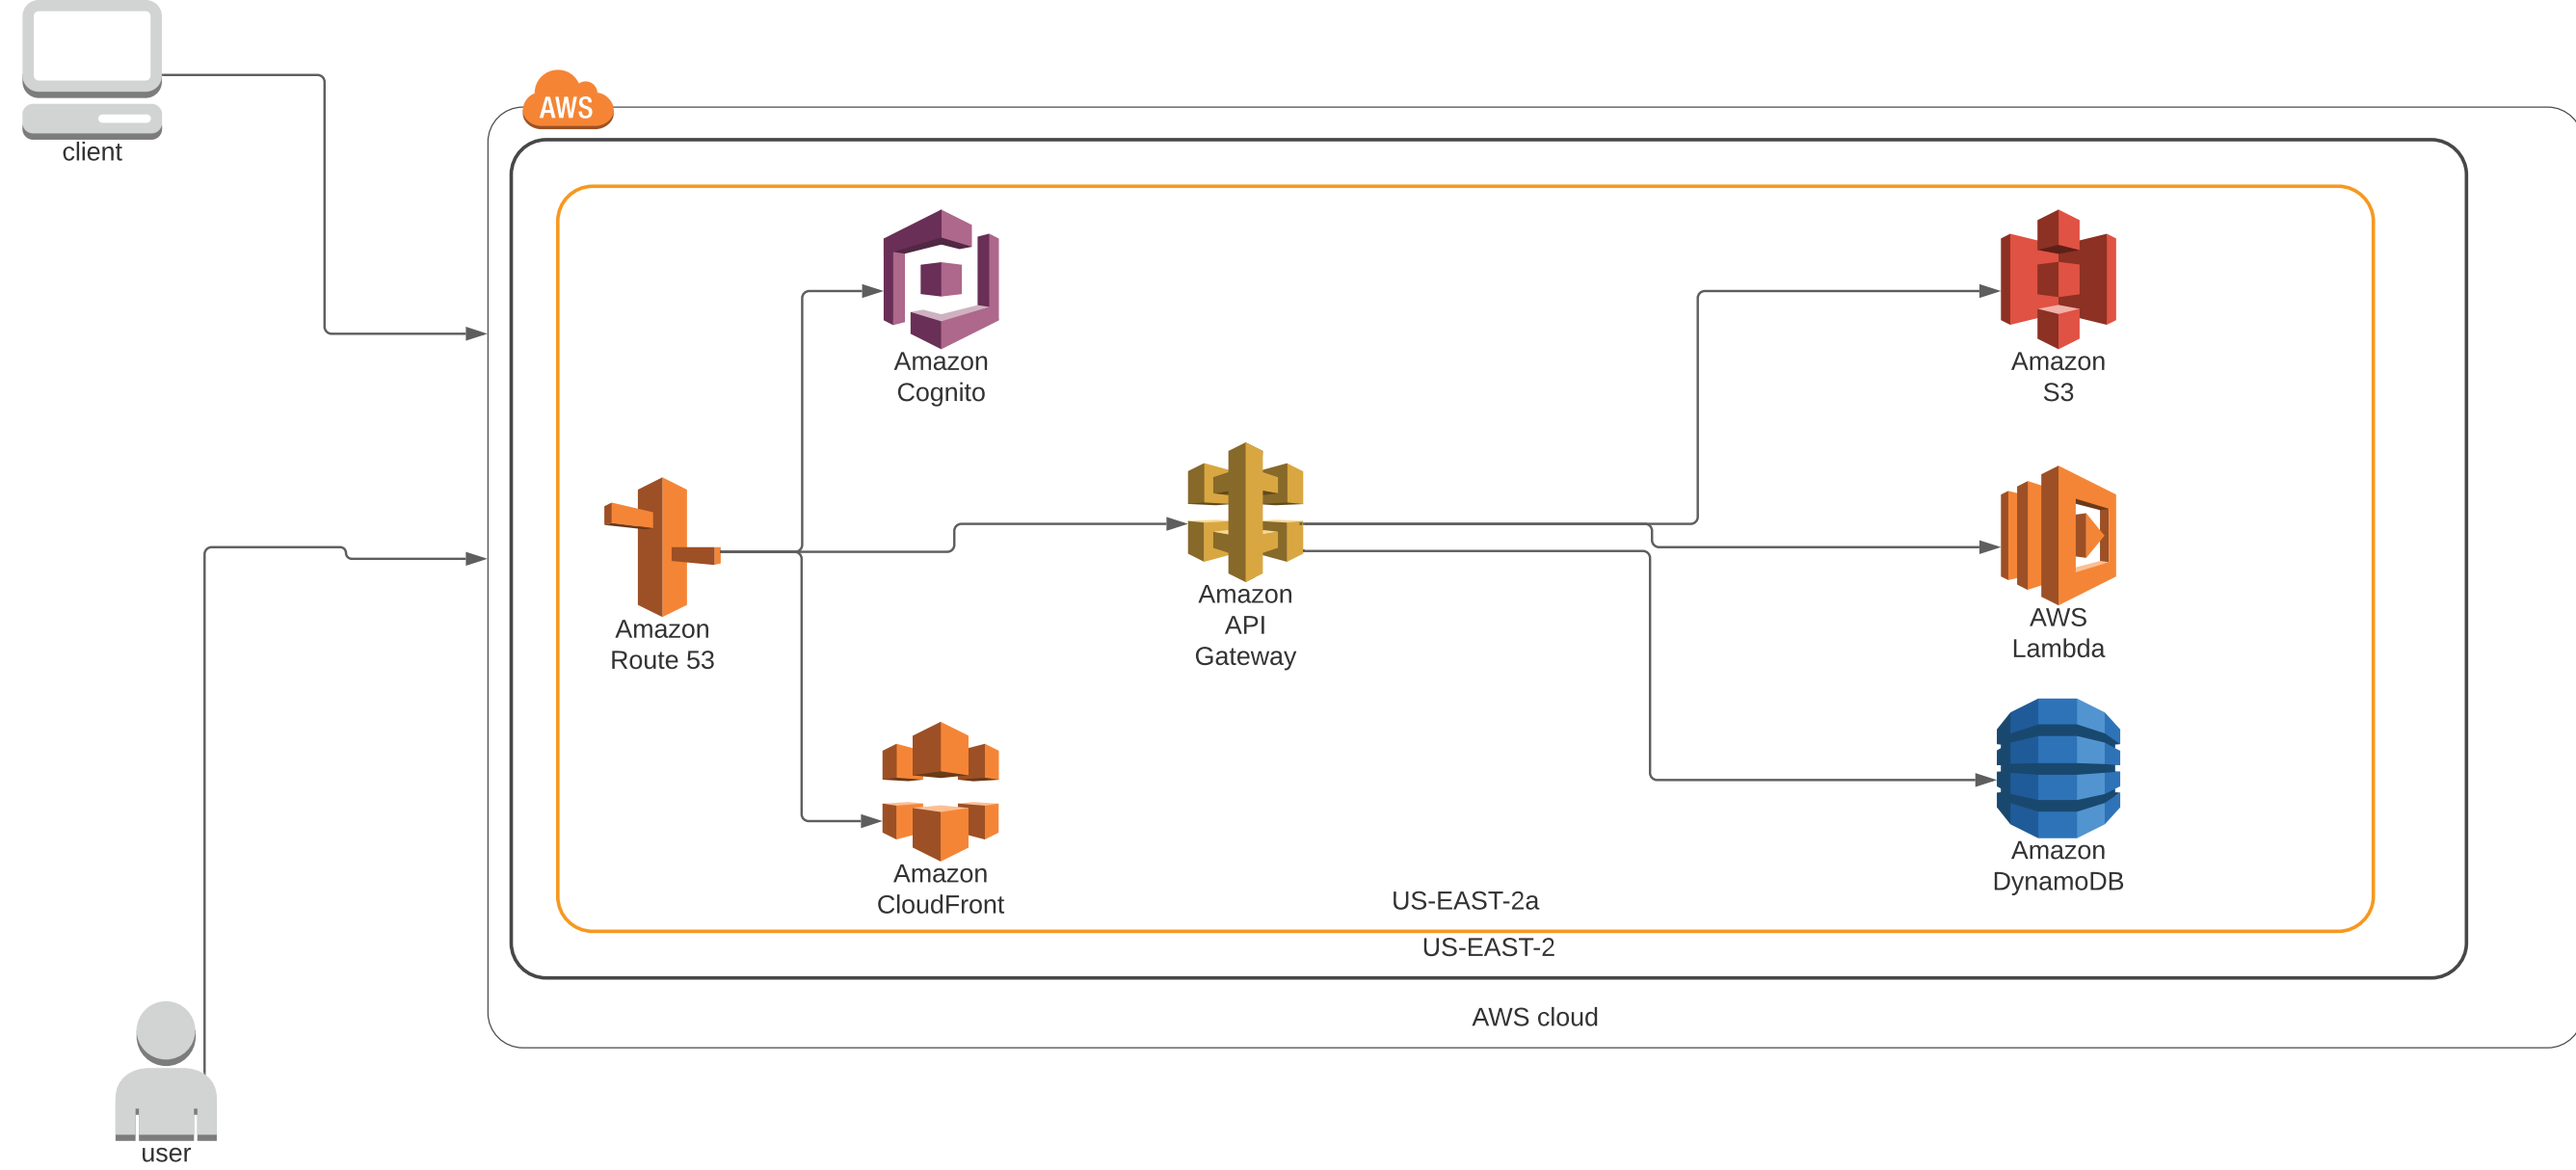 client
AWS
Amazon
Cognito
Amazon
S3
Amazon
Route 53
Amazon
API
Gateway
AWS
Lambda
Amazon
CloudFront
Amazon
DynamoDB
US-EAST-2a
US-EAST-2
AWS cloud
user